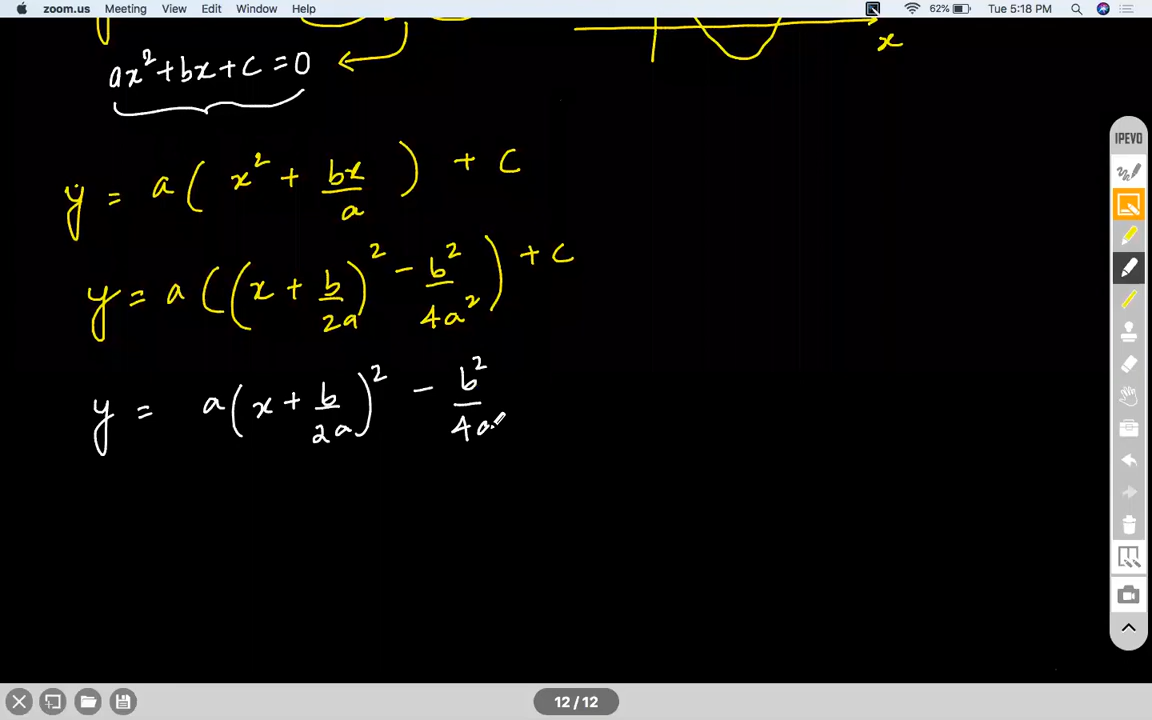 zoom.us Meeting View Edit Window Help 62% Tue 5:18 PM
x
ax² + bx + c = 0
IPEVO
y = a( x² + bx/a ) + c
y = a((x + b/2a)² − b²/4a²) + c
y = a(x + b/2a)² − b²/4a
12 / 12